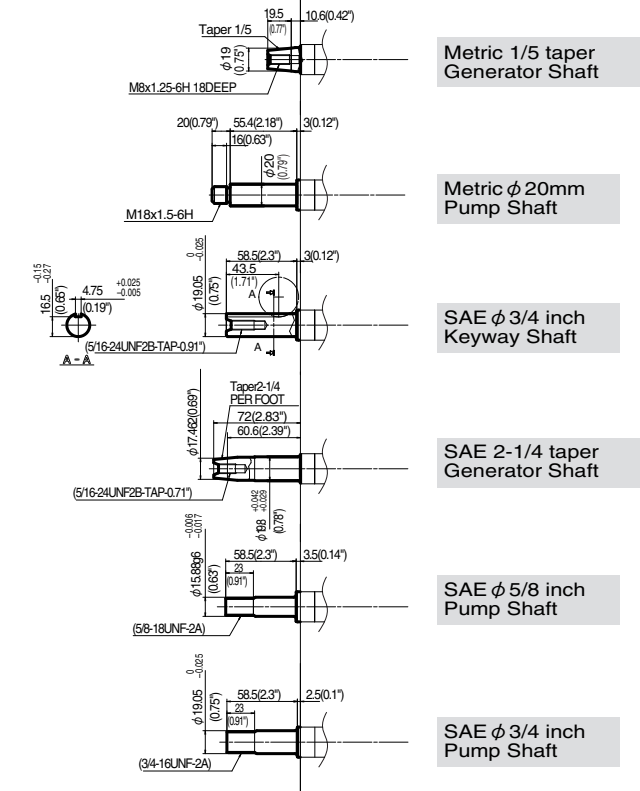 19.5
(0.77")
10.6(0.42")
Taper 1/5
φ19
(0.75")
M8x1.25-6H 18DEEP
Metric 1/5 taper
Generator Shaft
20(0.79")
55.4(2.18")
3(0.12")
16(0.63")
φ20
(0.79")
M18x1.5-6H
Metric φ 20mm
Pump Shaft
58.5(2.3")
3(0.12")
43.5
(1.71")
0
-0.025
φ19.05
(0.75")
A
A
-0.15
-0.27
16.5
(0.65")
4.75
+0.025
-0.005
(0.19")
A - A
(5/16-24UNF2B-TAP-0.91")
SAE φ 3/4 inch
Keyway Shaft
Taper2-1/4
PER FOOT
72(2.83")
60.6(2.39")
φ17.462(0.69")
(5/16-24UNF2B-TAP-0.71")
+0.042
+0.029
(0.78")
SAE 2-1/4 taper
Generator Shaft
-0.006
-0.017
φ15.88g6
(0.63")
58.5(2.3")
3.5(0.14")
23
(0.91")
(5/8-18UNF-2A)
SAE φ 5/8 inch
Pump Shaft
0
-0.025
φ19.05
(0.75")
58.5(2.3")
2.5(0.1")
23
(0.91")
(3/4-16UNF-2A)
SAE φ 3/4 inch
Pump Shaft